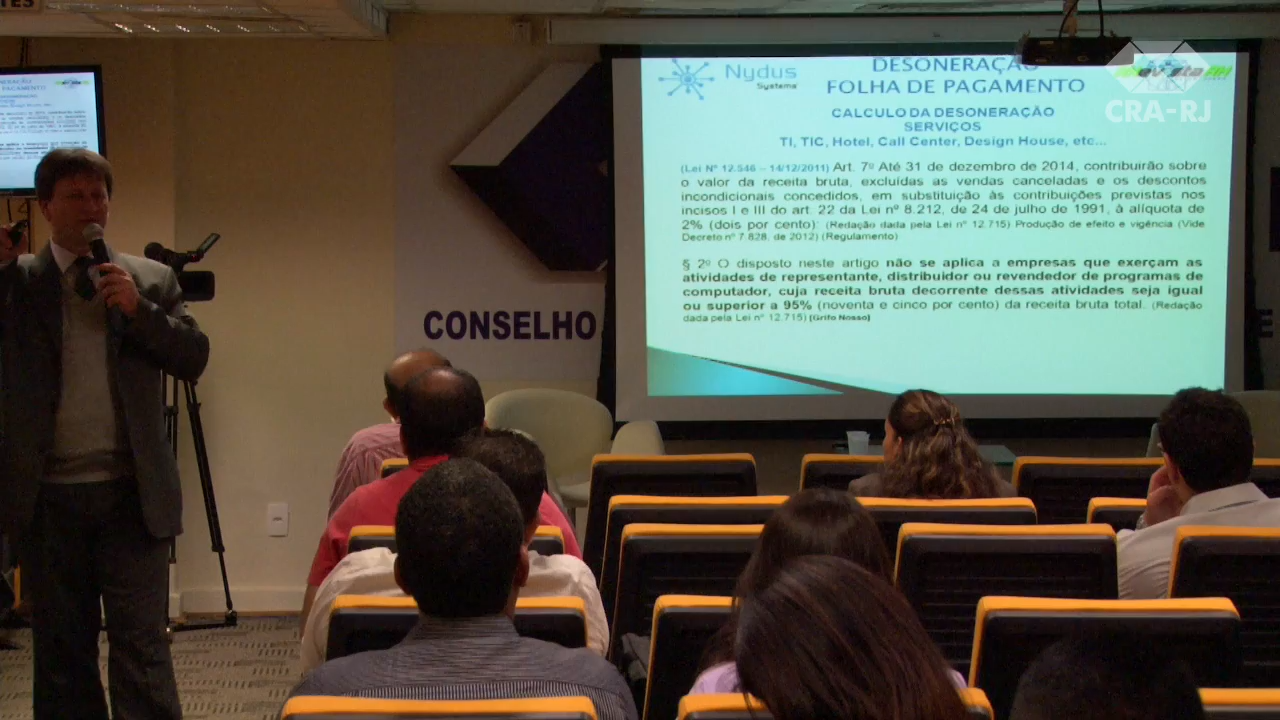 TES
Nydus
Systems
DESONERAÇÃO
FOLHA DE PAGAMENTO
CRA-RJ
CALCULO DA DESONERAÇÃO
SERVIÇOS
TI, TIC, Hotel, Call Center, Design House, etc...
(Lei Nº 12.546 – 14/12/2011) Art. 7º Até 31 de dezembro de 2014, contribuirão sobre
o valor da receita bruta, excluídas as vendas canceladas e os descontos
incondicionais concedidos, em substituição às contribuições previstas nos
incisos I e III do art. 22 da Lei nº 8.212, de 24 de julho de 1991, à alíquota de
2% (dois por cento): (Redação dada pela Lei nº 12.715) Produção de efeito e vigência (Vide
Decreto nº 7.828, de 2012) (Regulamento)
§ 2º O disposto neste artigo não se aplica a empresas que exerçam as
atividades de representante, distribuidor ou revendedor de programas de
computador, cuja receita bruta decorrente dessas atividades seja igual
ou superior a 95% (noventa e cinco por cento) da receita bruta total. (Redação
dada pela Lei nº 12.715) [Grifo Nosso]
CONSELHO
E